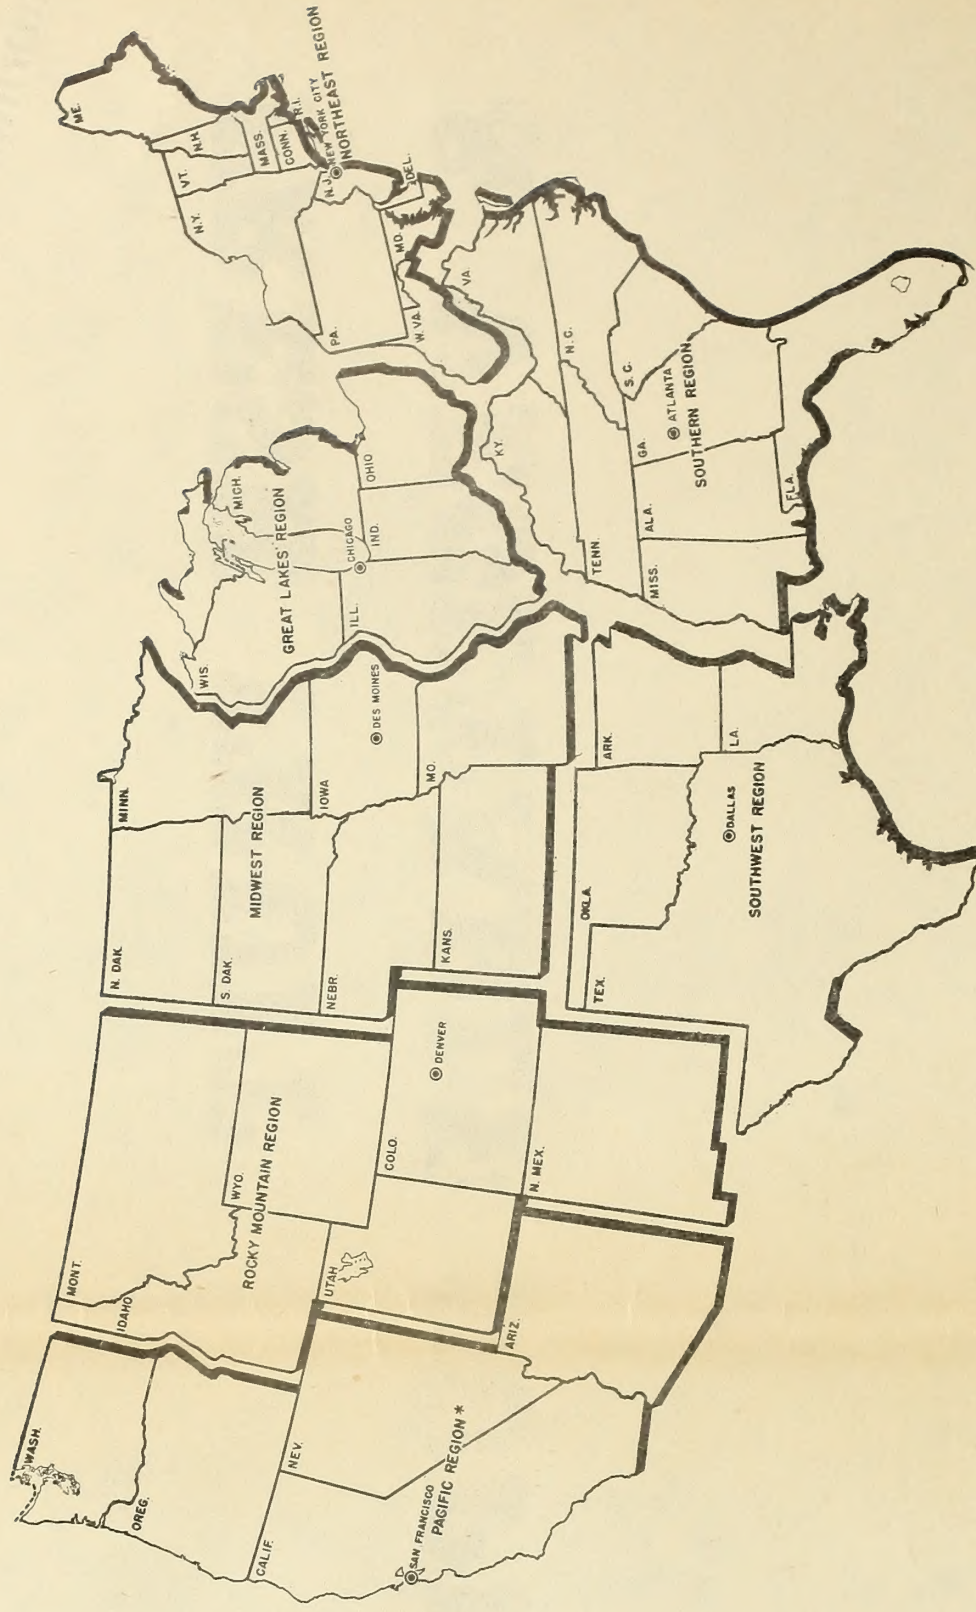 WASH.
OREG.
CALIF.
NEV.
SAN FRANCISCO
PACIFIC REGION *
ARIZ.
MONT.
IDAHO
WYO.
ROCKY MOUNTAIN REGION
UTAH
COLO.
DENVER
N. MEX.
N. DAK.
S. DAK.
NEBR.
KANS.
MINN.
MIDWEST REGION
IOWA
DES MOINES
MO.
OKLA.
TEX.
ARK.
LA.
DALLAS
SOUTHWEST REGION
WIS.
MICH.
GREAT LAKES REGION
ILL.
CHICAGO
IND.
OHIO
KY.
TENN.
MISS.
ALA.
GA.
ATLANTA
SOUTHERN REGION
FLA.
S. C.
N. C.
VA.
W. VA.
MD.
DEL.
PA.
N. J.
NEW YORK CITY
NORTHEAST REGION
N.Y.
VT.
N.H.
ME.
MASS.
CONN.
R.I.